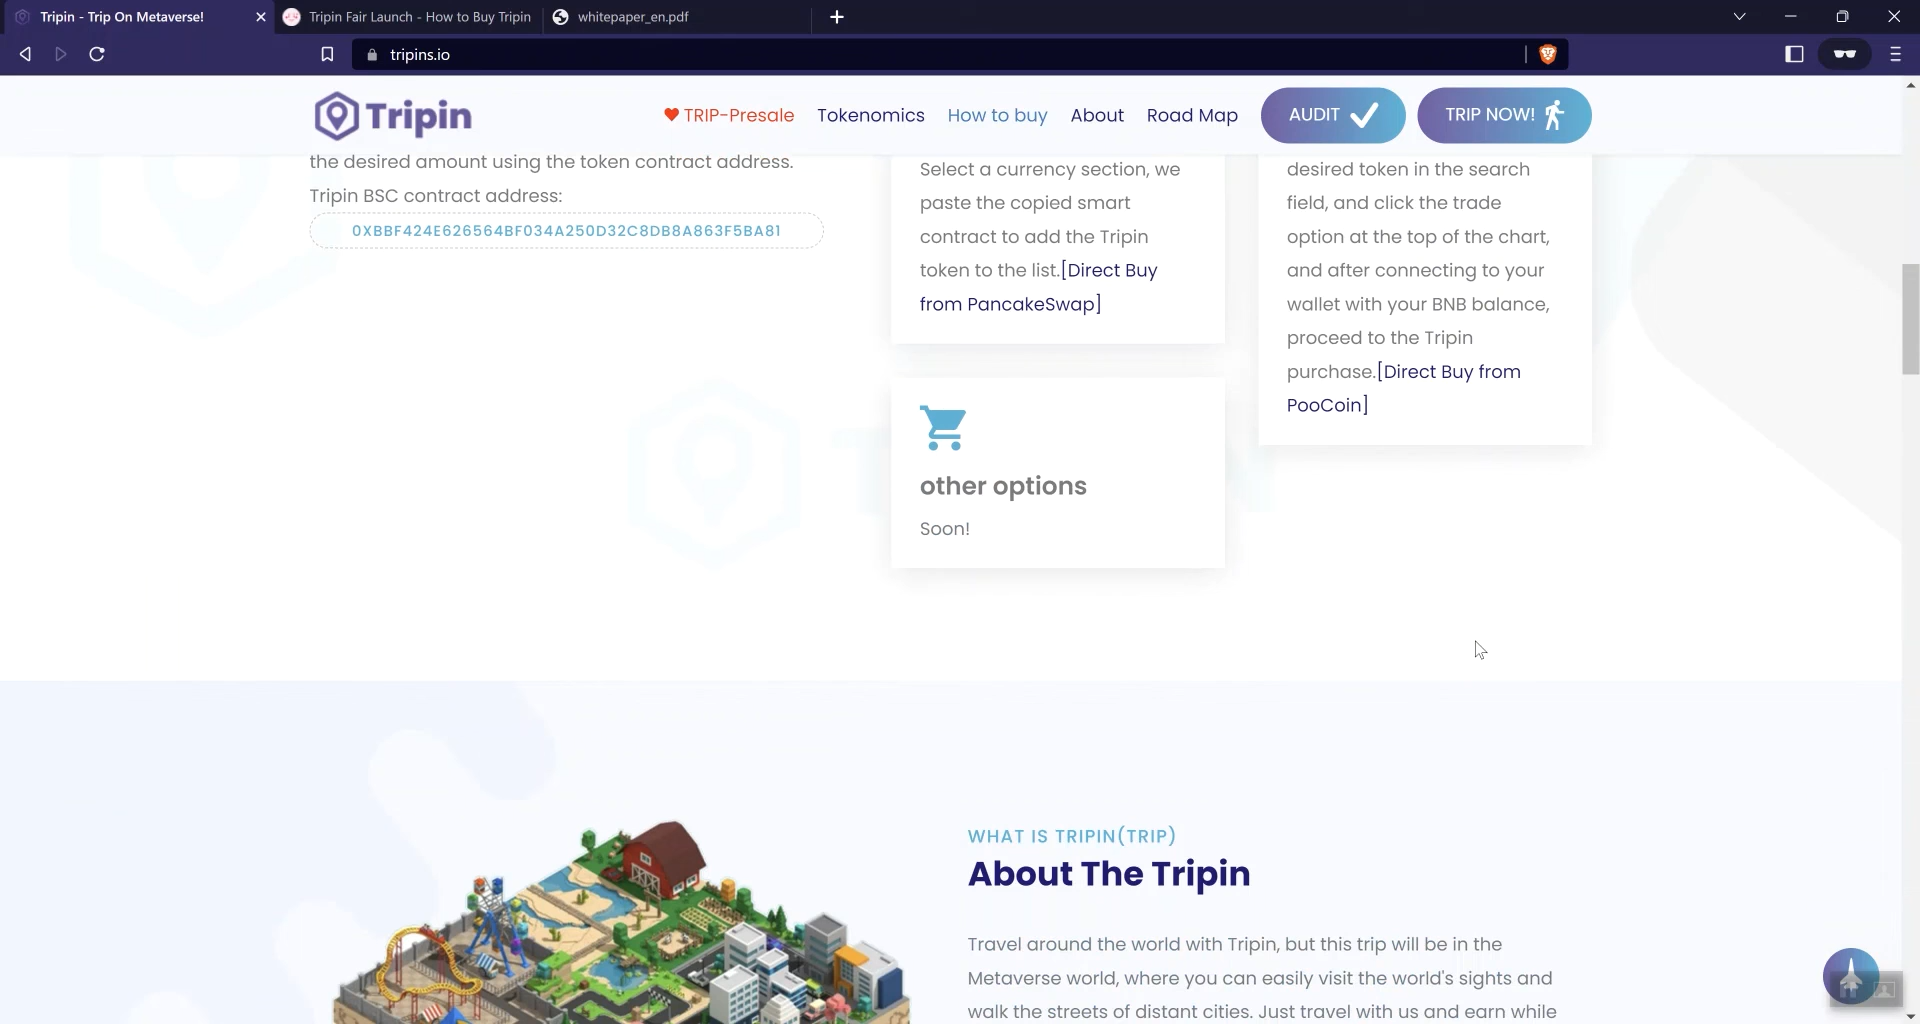 Tripin - Trip On Metaverse!
Tripin Fair Launch - How to Buy Tripin
whitepaper_en.pdf
tripins.io
Tripin
TRIP-Presale
Tokenomics
How to buy
About
Road Map
AUDIT
TRIP NOW!
the desired amount using the token contract address.
Tripin BSC contract address:
0XBBF424E626564BF034A250D32C8DB8A863F5BA81
Select a currency section, we
paste the copied smart
contract to add the Tripin
token to the list.[Direct Buy
from PancakeSwap]
desired token in the search
field, and click the trade
option at the top of the chart,
and after connecting to your
wallet with your BNB balance,
proceed to the Tripin
purchase.[Direct Buy from
PooCoin]
other options
Soon!
WHAT IS TRIPIN(TRIP)
About The Tripin
Travel around the world with Tripin, but this trip will be in the
Metaverse world, where you can easily visit the world's sights and
walk the streets of distant cities. Just travel with us and earn while